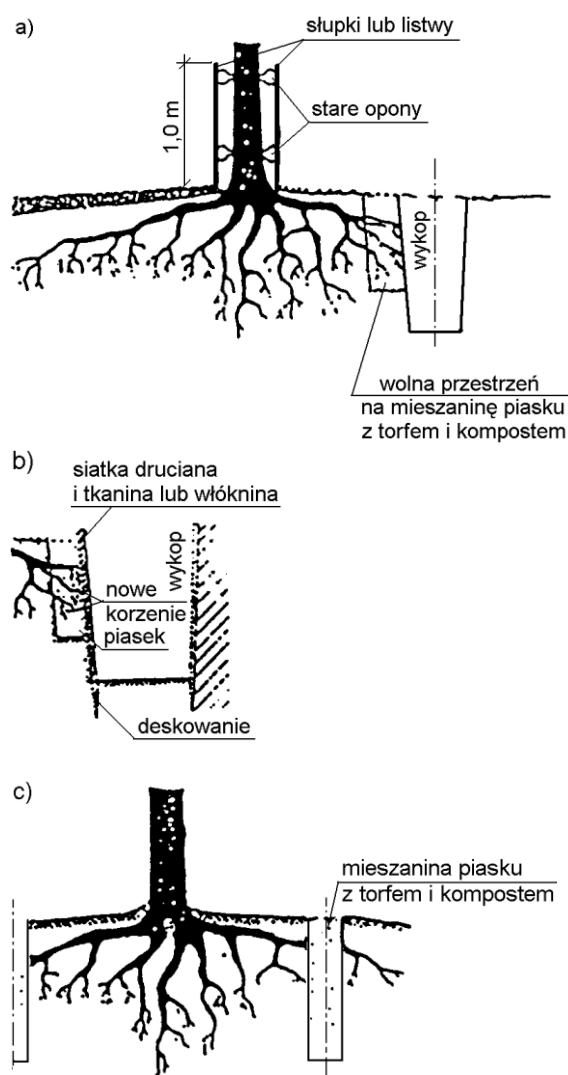 a)
słupki lub listwy
stare opony
1,0 m
wykop
wolna przestrzeń
na mieszaninę piasku
z torfem i kompostem
b)
siatka druciana
i tkanina lub włóknina
wykop
nowe
korzenie
piasek
deskowanie
c)
mieszanina piasku
z torfem i kompostem